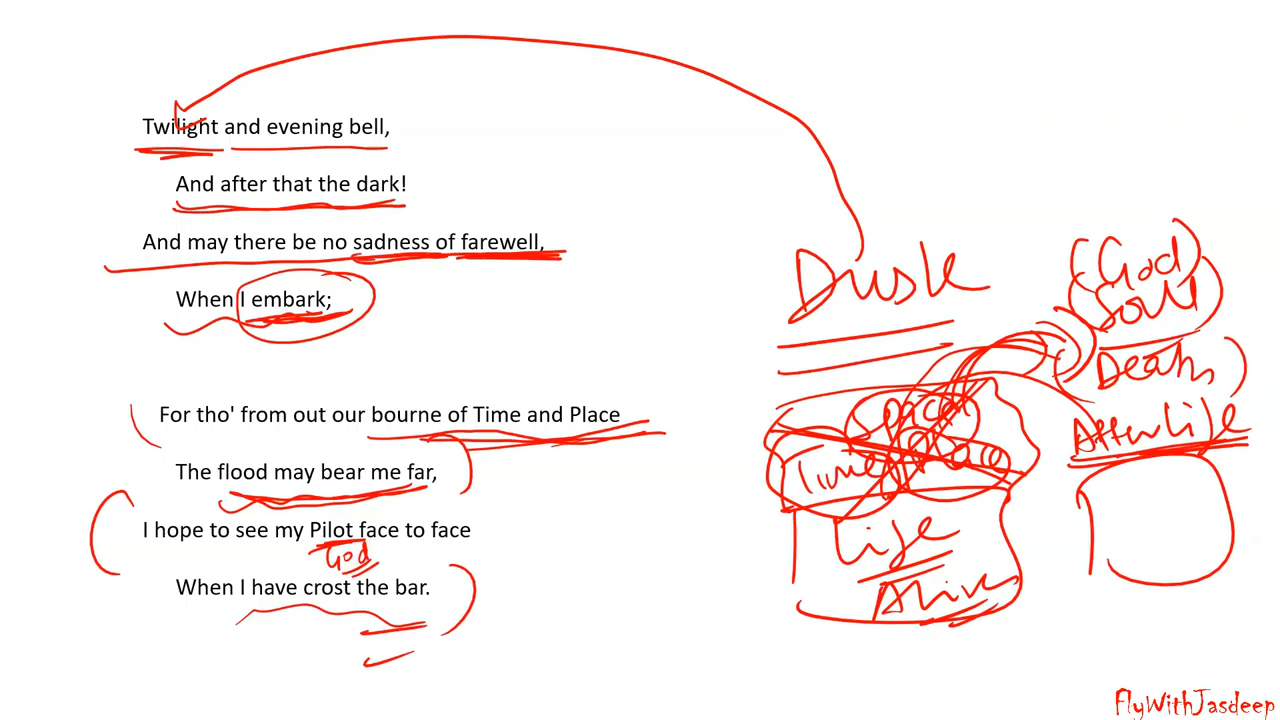 Twilight and evening bell,
And after that the dark!
And may there be no sadness of farewell,
When I embark;
For tho' from out our bourne of Time and Place
The flood may bear me far,
I hope to see my Pilot face to face
God
When I have crost the bar.
Dusk
(God)
Soul
(Death)
Afterlife
Space
Time Place
Life
Alive
FlyWithJasdeep